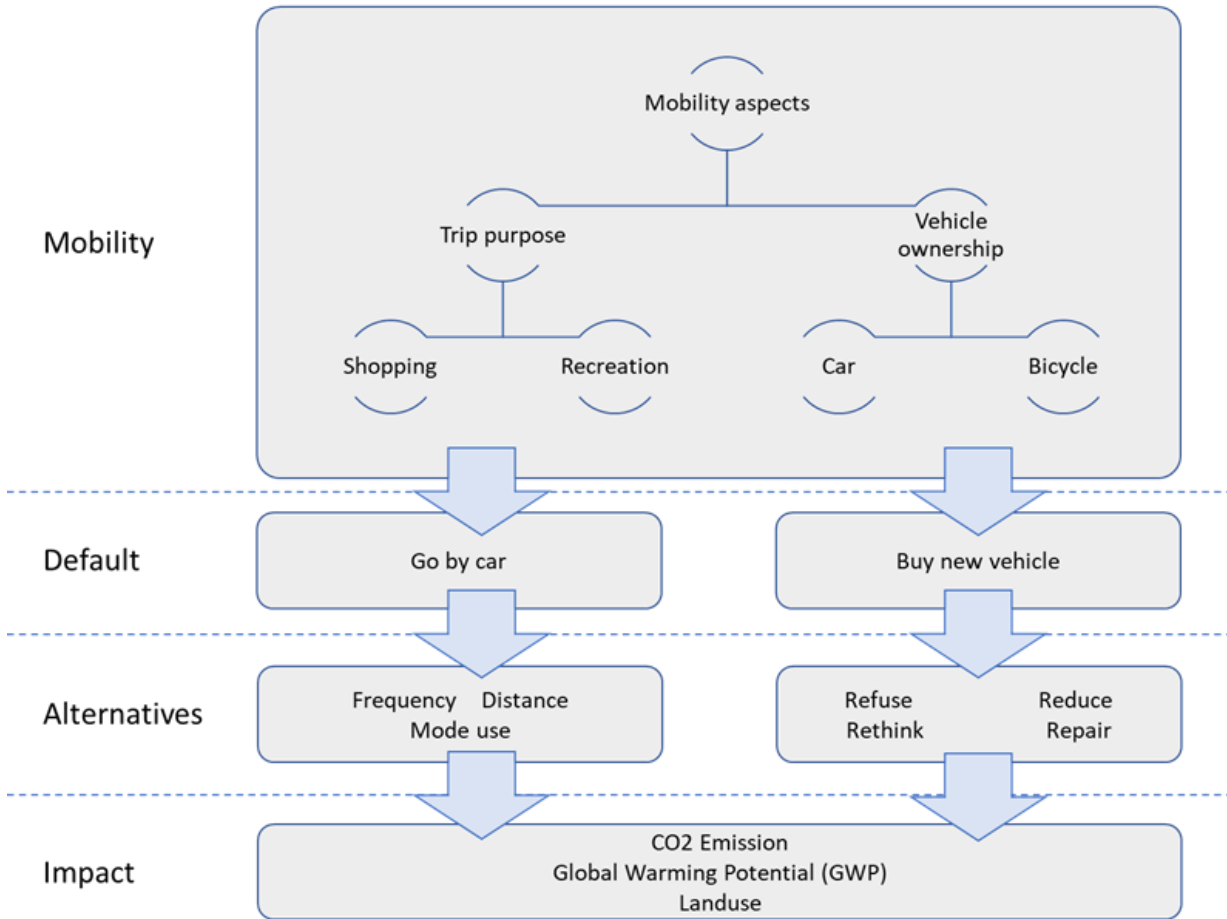 Mobility
Mobility aspects
Trip purpose
Vehicle
ownership
Shopping
Recreation
Car
Bicycle
Default
Go by car
Buy new vehicle
Alternatives
Frequency Distance
Mode use
Refuse Reduce
Rethink Repair
Impact
CO2 Emission
Global Warming Potential (GWP)
Landuse